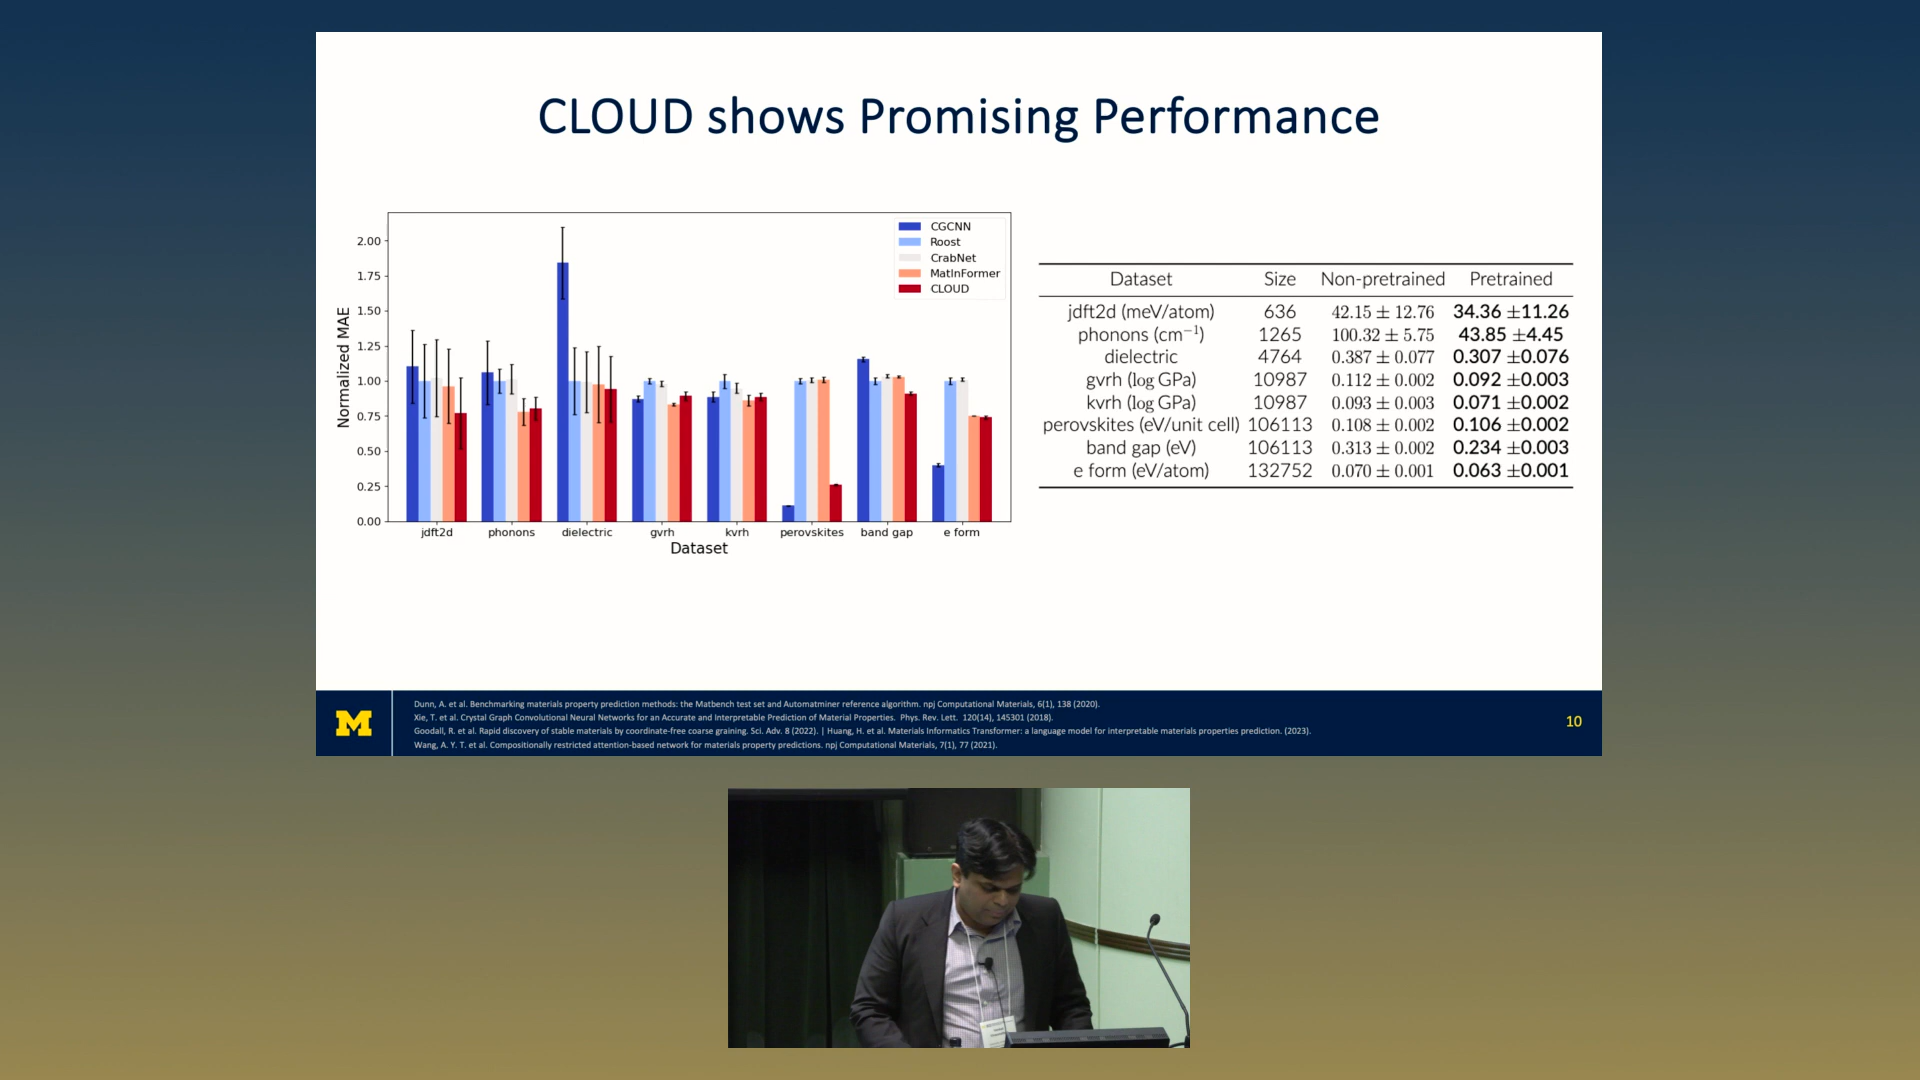 CLOUD shows Promising Performance
2.00
1.75
1.50
1.25
1.00
0.75
0.50
0.25
0.00
Normalized MAE
CGCNN
Roost
CrabNet
MatInFormer
CLOUD
jdft2d phonons dielectric gvrh kvrh perovskites band gap e form
Dataset
Dataset Size Non-pretrained Pretrained
jdft2d (meV/atom) 636 42.15 ± 12.76 34.36 ±11.26
phonons (cm⁻¹) 1265 100.32 ± 5.75 43.85 ±4.45
dielectric 4764 0.387 ± 0.077 0.307 ±0.076
gvrh (log GPa) 10987 0.112 ± 0.002 0.092 ±0.003
kvrh (log GPa) 10987 0.093 ± 0.003 0.071 ±0.002
perovskites (eV/unit cell) 106113 0.108 ± 0.002 0.106 ±0.002
band gap (eV) 106113 0.313 ± 0.002 0.234 ±0.003
e form (eV/atom) 132752 0.070 ± 0.001 0.063 ±0.001
M
Dunn, A. et al. Benchmarking materials property prediction methods: the Matbench test set and Automatminer reference algorithm. npj Computational Materials, 6(1), 138 (2020).
Xie, T. et al. Crystal Graph Convolutional Neural Networks for an Accurate and Interpretable Prediction of Material Properties. Phys. Rev. Lett. 120(14), 145301 (2018).
Goodall, R. et al. Rapid discovery of stable materials by coordinate-free coarse graining. Sci. Adv. 8 (2022). | Huang, H. et al. Materials Informatics Transformer: a language model for interpretable materials properties prediction. (2023).
Wang, A. Y. T. et al. Compositionally restricted attention-based network for materials property predictions. npj Computational Materials, 7(1), 77 (2021).
10